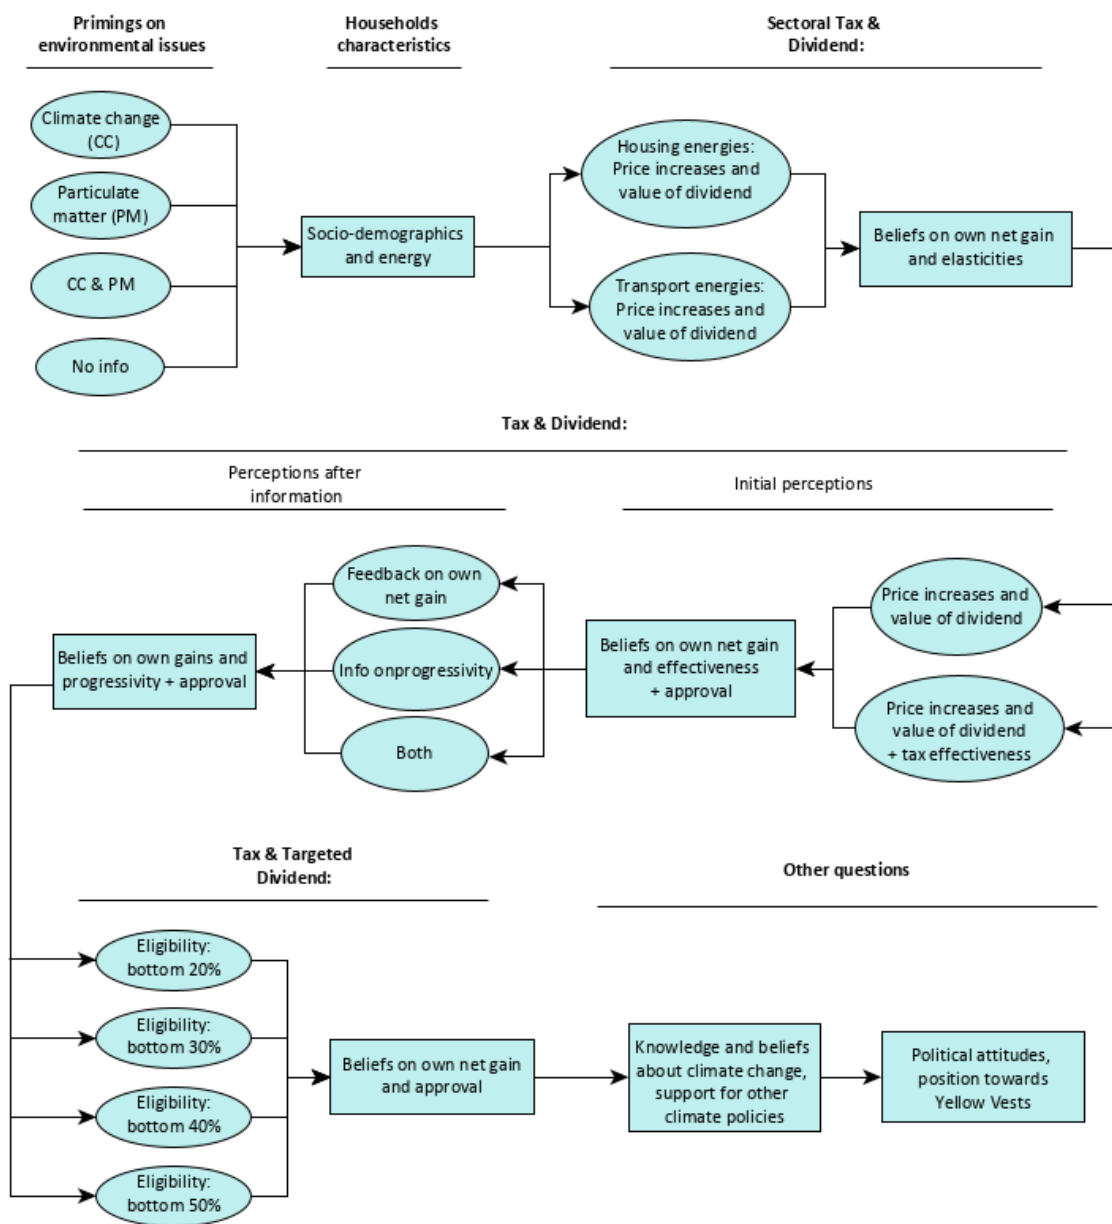 Primings on
environmental issues
Households
characteristics
Sectoral Tax &
Dividend:
Climate change
(CC)
Particulate
matter (PM)
CC & PM
No info
Socio-demographics
and energy
Housing energies:
Price increases and
value of dividend
Transport energies:
Price increases and
value of dividend
Beliefs on own net gain
and elasticities
Tax & Dividend:
Perceptions after
information
Initial perceptions
Price increases and
value of dividend
Price increases and
value of dividend
+ tax effectiveness
Beliefs on own net gain
and effectiveness
+ approval
Feedback on own
net gain
Info onprogressivity
Both
Beliefs on own gains and
progressivity + approval
Tax & Targeted
Dividend:
Other questions
Eligibility:
bottom 20%
Eligibility:
bottom 30%
Eligibility:
bottom 40%
Eligibility:
bottom 50%
Beliefs on own net gain
and approval
Knowledge and beliefs
about climate change,
support for other
climate policies
Political attitudes,
position towards
Yellow Vests